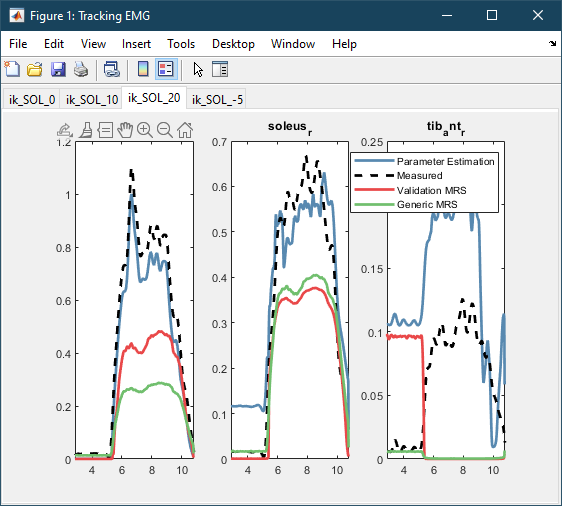 Figure 1: Tracking EMG
File Edit View Insert Tools Desktop Window Help
ik_SOL_0 ik_SOL_10 ik_SOL_20 ik_SOL_-5
1.2
1
0.8
0.6
0.4
0.2
0
4 6 8 10
soleus_r
0.7
0.6
0.5
0.4
0.3
0.2
0.1
0
4 6 8 10
tib_ant_r
0.25
0.15
0.1
0.05
0
4 6 8 10
Parameter Estimation
Measured
Validation MRS
Generic MRS